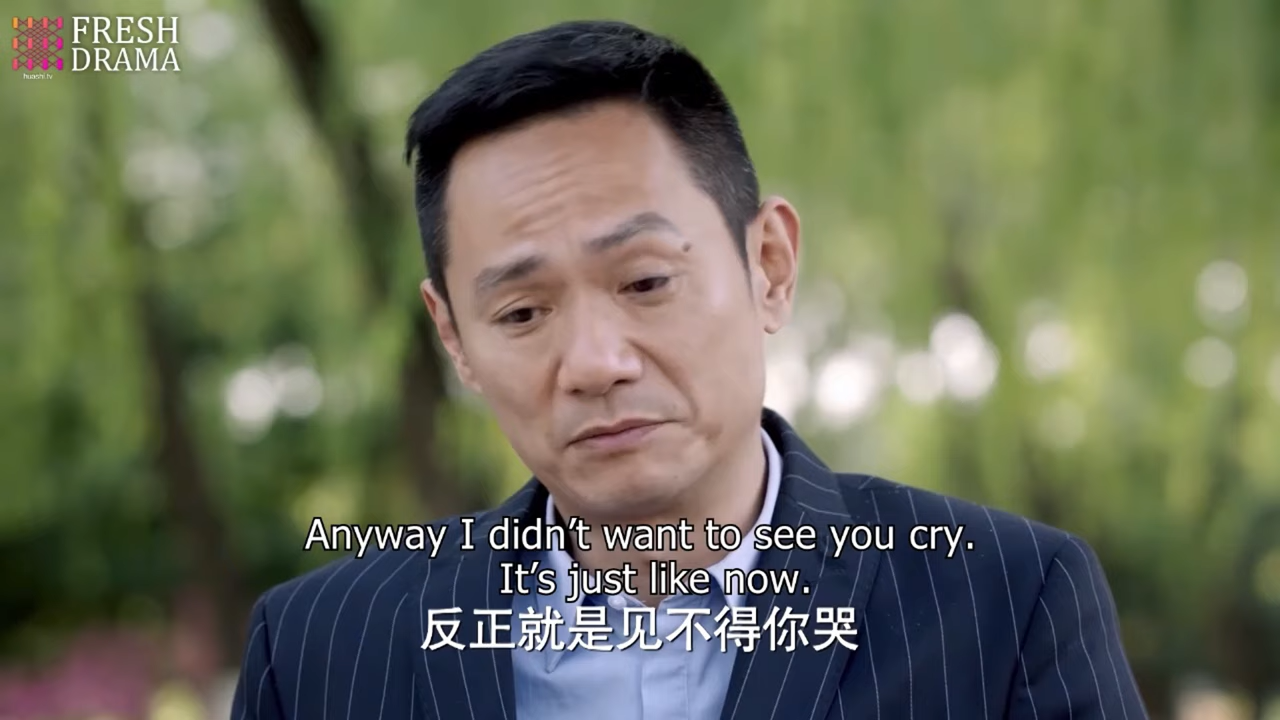 FRESH
DRAMA
huashi.tv
Anyway I didn't want to see you cry.
It's just like now.
反正就是见不得你哭